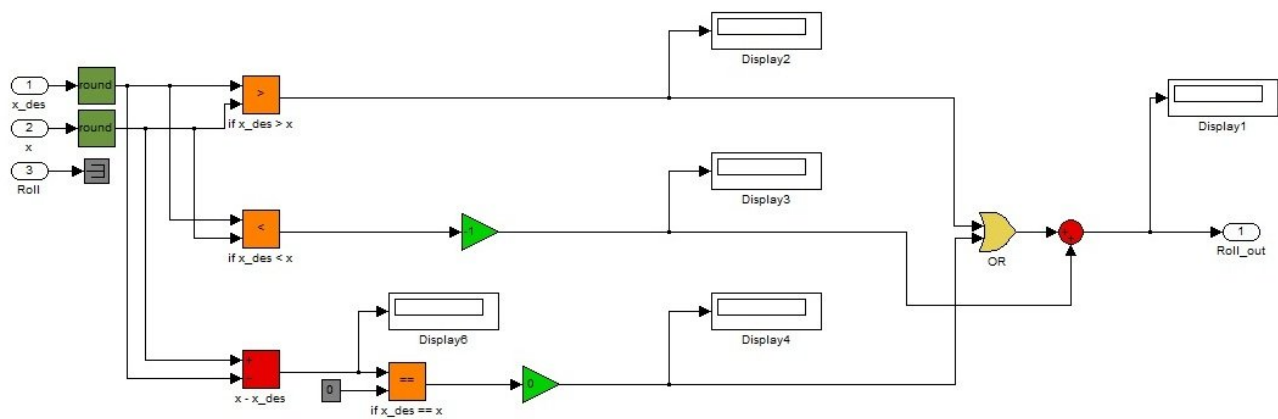 Display2
1
round
x_des
>
if x_des > x
Display1
2
round
x
3
Roll
Display3
<
if x_des < x
-1
OR
1
Roll_out
Display6
Display4
+
−
x - x_des
0
==
if x_des == x
0